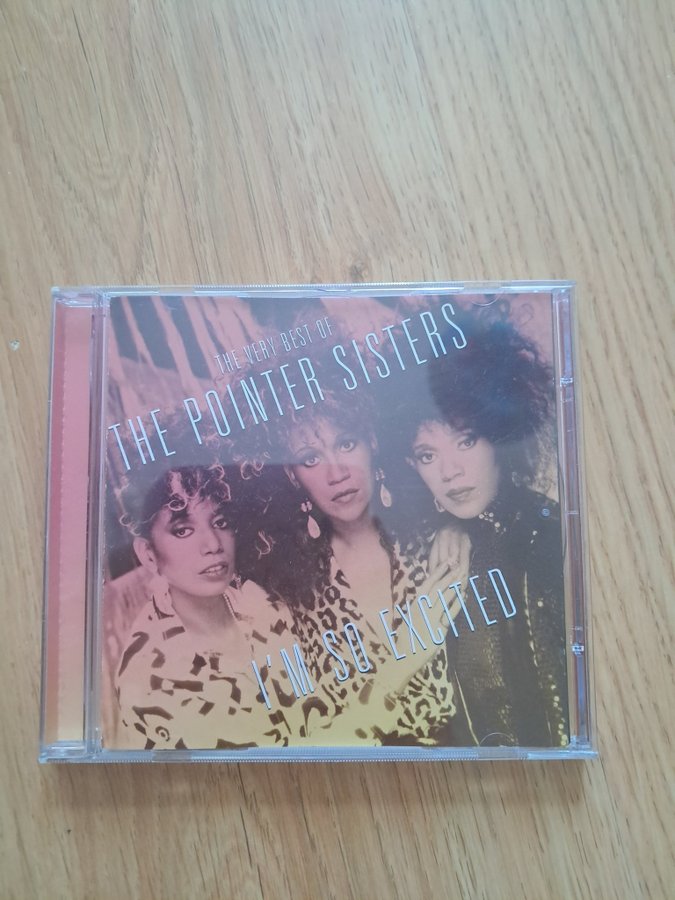 THE VERY BEST OF
THE POINTER SISTERS
I'M SO EXCITED